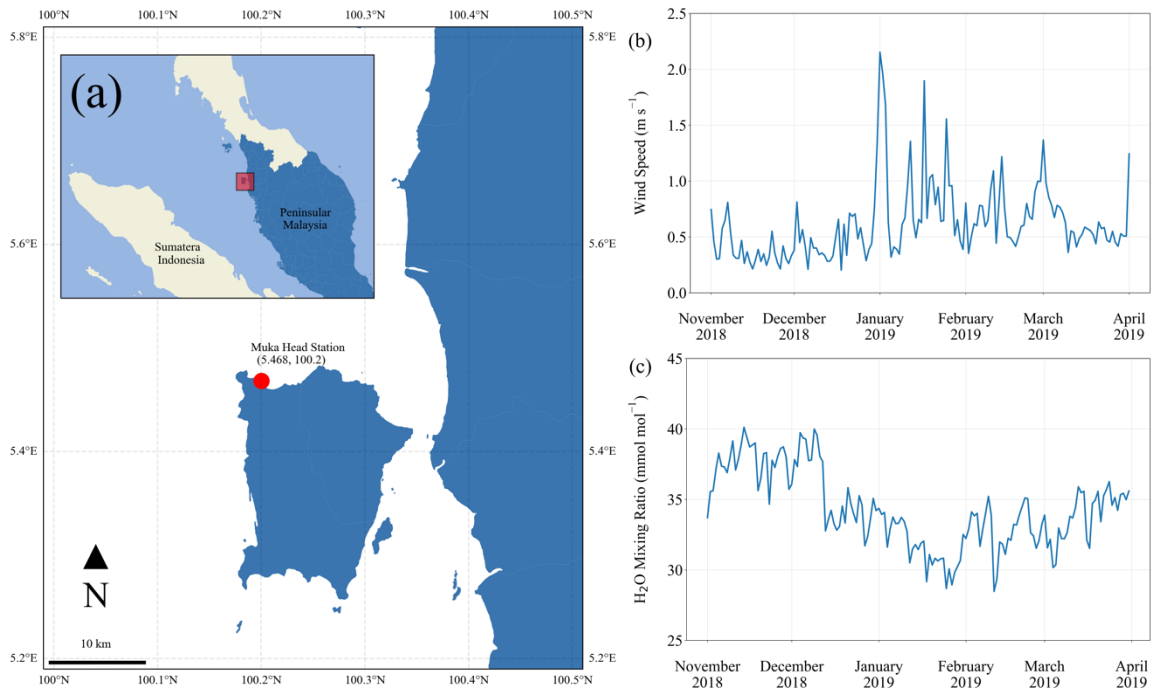 100°N 100.1°N 100.2°N 100.3°N 100.4°N 100.5°N
5.8°E 5.8°E
(a)
Peninsular
Malaysia
Sumatera
Indonesia
5.6°E 5.6°E
Muka Head Station
(5.468, 100.2)
5.4°E 5.4°E
N
10 km
5.2°E 5.2°E
100°N 100.1°N 100.2°N 100.3°N 100.4°N 100.5°N
(b)
Wind Speed (m s⁻¹)
2.5
2.0
1.5
1.0
0.5
0.0
November December January February March April
2018 2018 2019 2019 2019 2019
(c)
H₂O Mixing Ratio (mmol mol⁻¹)
45
40
35
30
25
November December January February March April
2018 2018 2019 2019 2019 2019